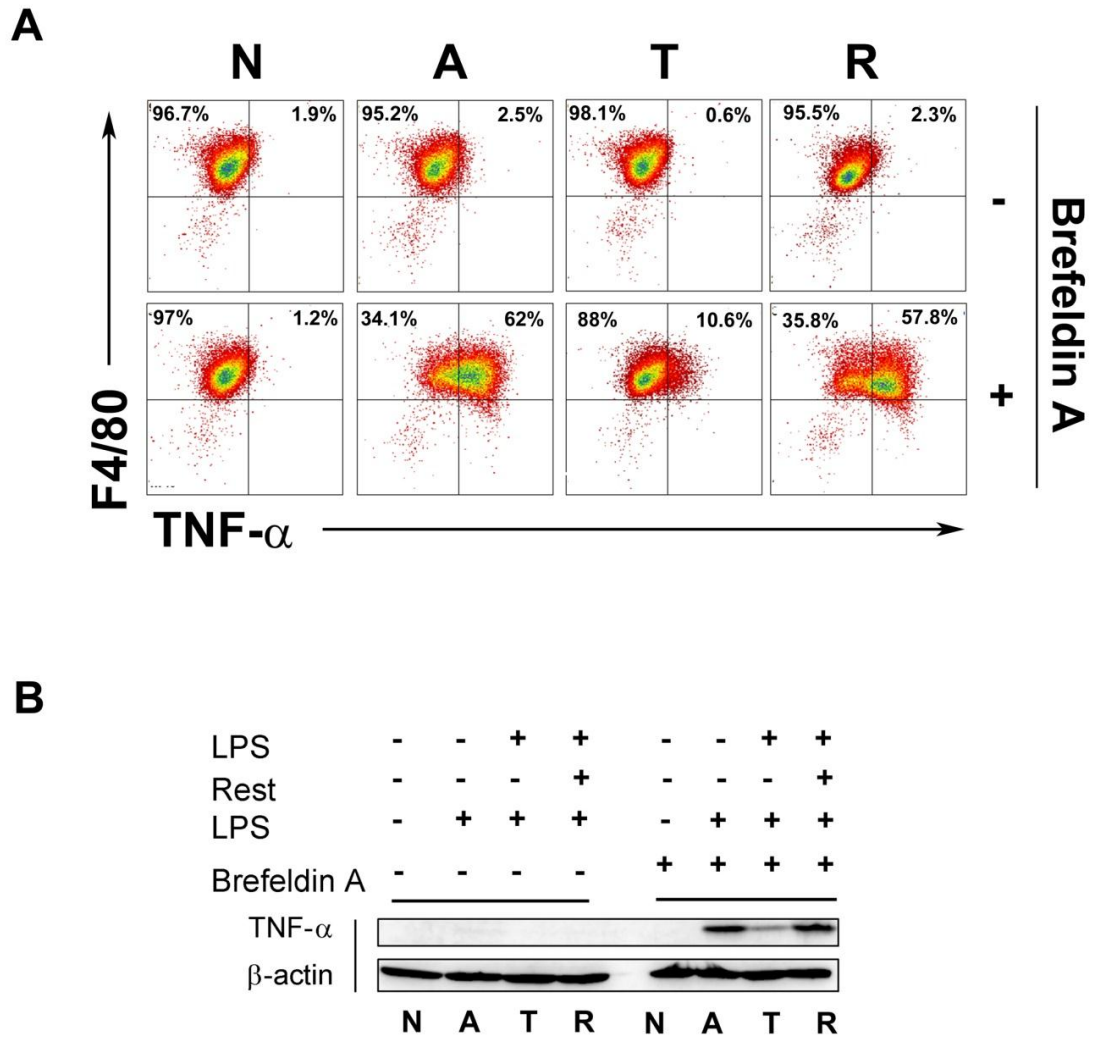 A
N A T R
96.7% 1.9% 95.2% 2.5% 98.1% 0.6% 95.5% 2.3%
-
97% 1.2% 34.1% 62% 88% 10.6% 35.8% 57.8%
+
Brefeldin A
F4/80
TNF-α
B
LPS - - + + - - + +
Rest - - - + - - - +
LPS - + + + - + + +
Brefeldin A - - - - + + + +
TNF-α
β-actin
N A T R N A T R